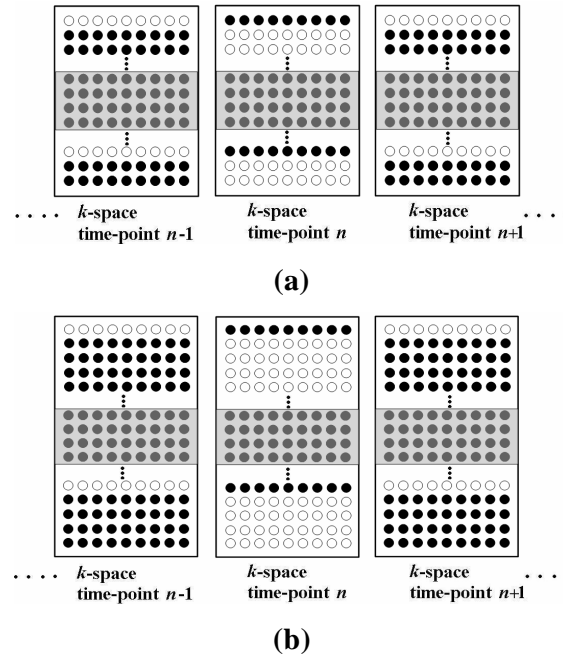 . . . . k-space k-space k-space . . .
time-point n-1 time-point n time-point n+1
(a)
. . . . k-space k-space k-space . . .
time-point n-1 time-point n time-point n+1
(b)